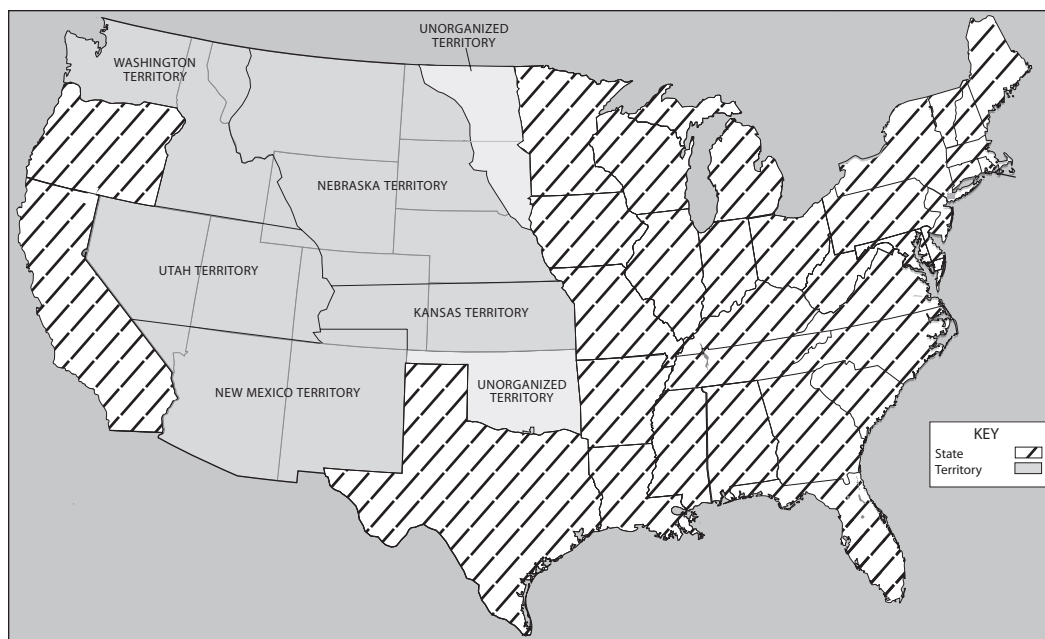 UNORGANIZED
TERRITORY
WASHINGTON
TERRITORY
NEBRASKA TERRITORY
UTAH TERRITORY
KANSAS TERRITORY
NEW MEXICO TERRITORY
UNORGANIZED
TERRITORY
KEY
State
Territory